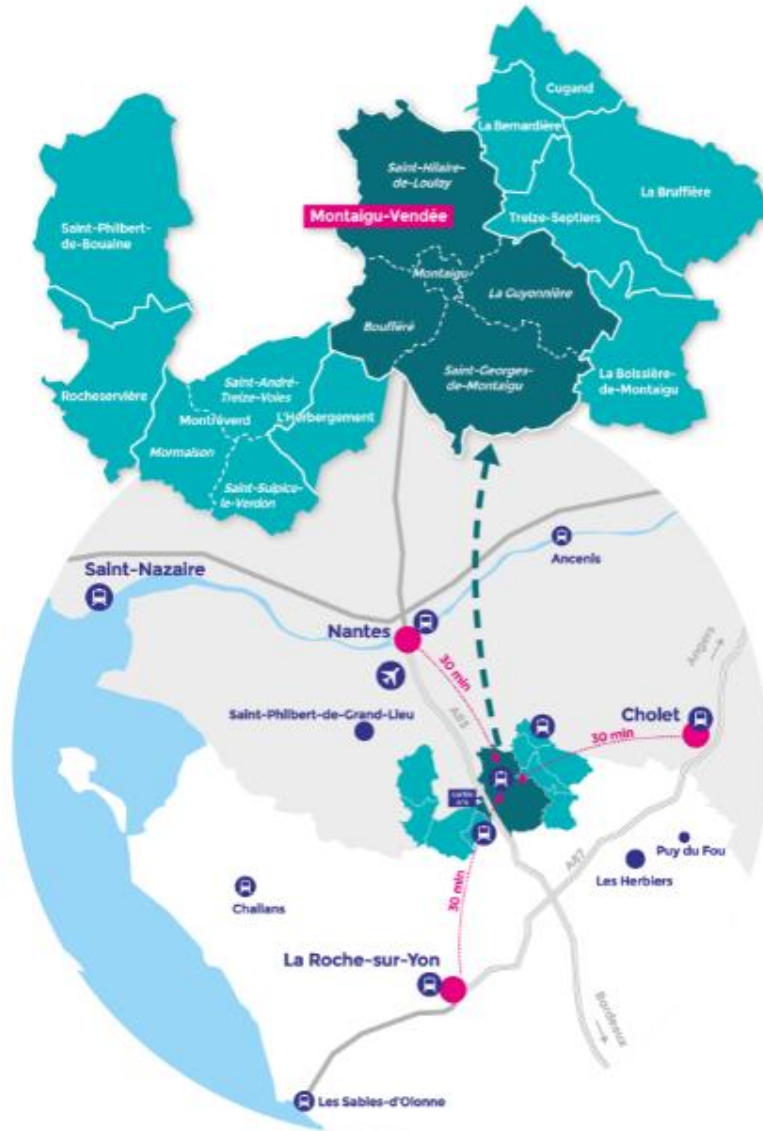 Cugand
La Bernardière
Saint-Hilaire-
de-Loulay
La Bruffière
Montaigu-Vendée
Treize-Septiers
Saint-Philbert-
de-Bouaine
Montaigu
La Guyonnière
Boufféré
Saint-Georges-
de-Montaigu
La Boissière-
de-Montaigu
Saint-André-
Treize-Voies
Rocheservière
Montréverd
L'Herbergement
Mormaison
Saint-Sulpice-
le-Verdon
Saint-Nazaire
Ancenis
Nantes
30 min
Angers
A83
Saint-Philbert-de-Grand-Lieu
Cholet
30 min
Puy du Fou
A87
Les Herbiers
Challans
30 min
La Roche-sur-Yon
Bordeaux
Les Sables-d'Olonne